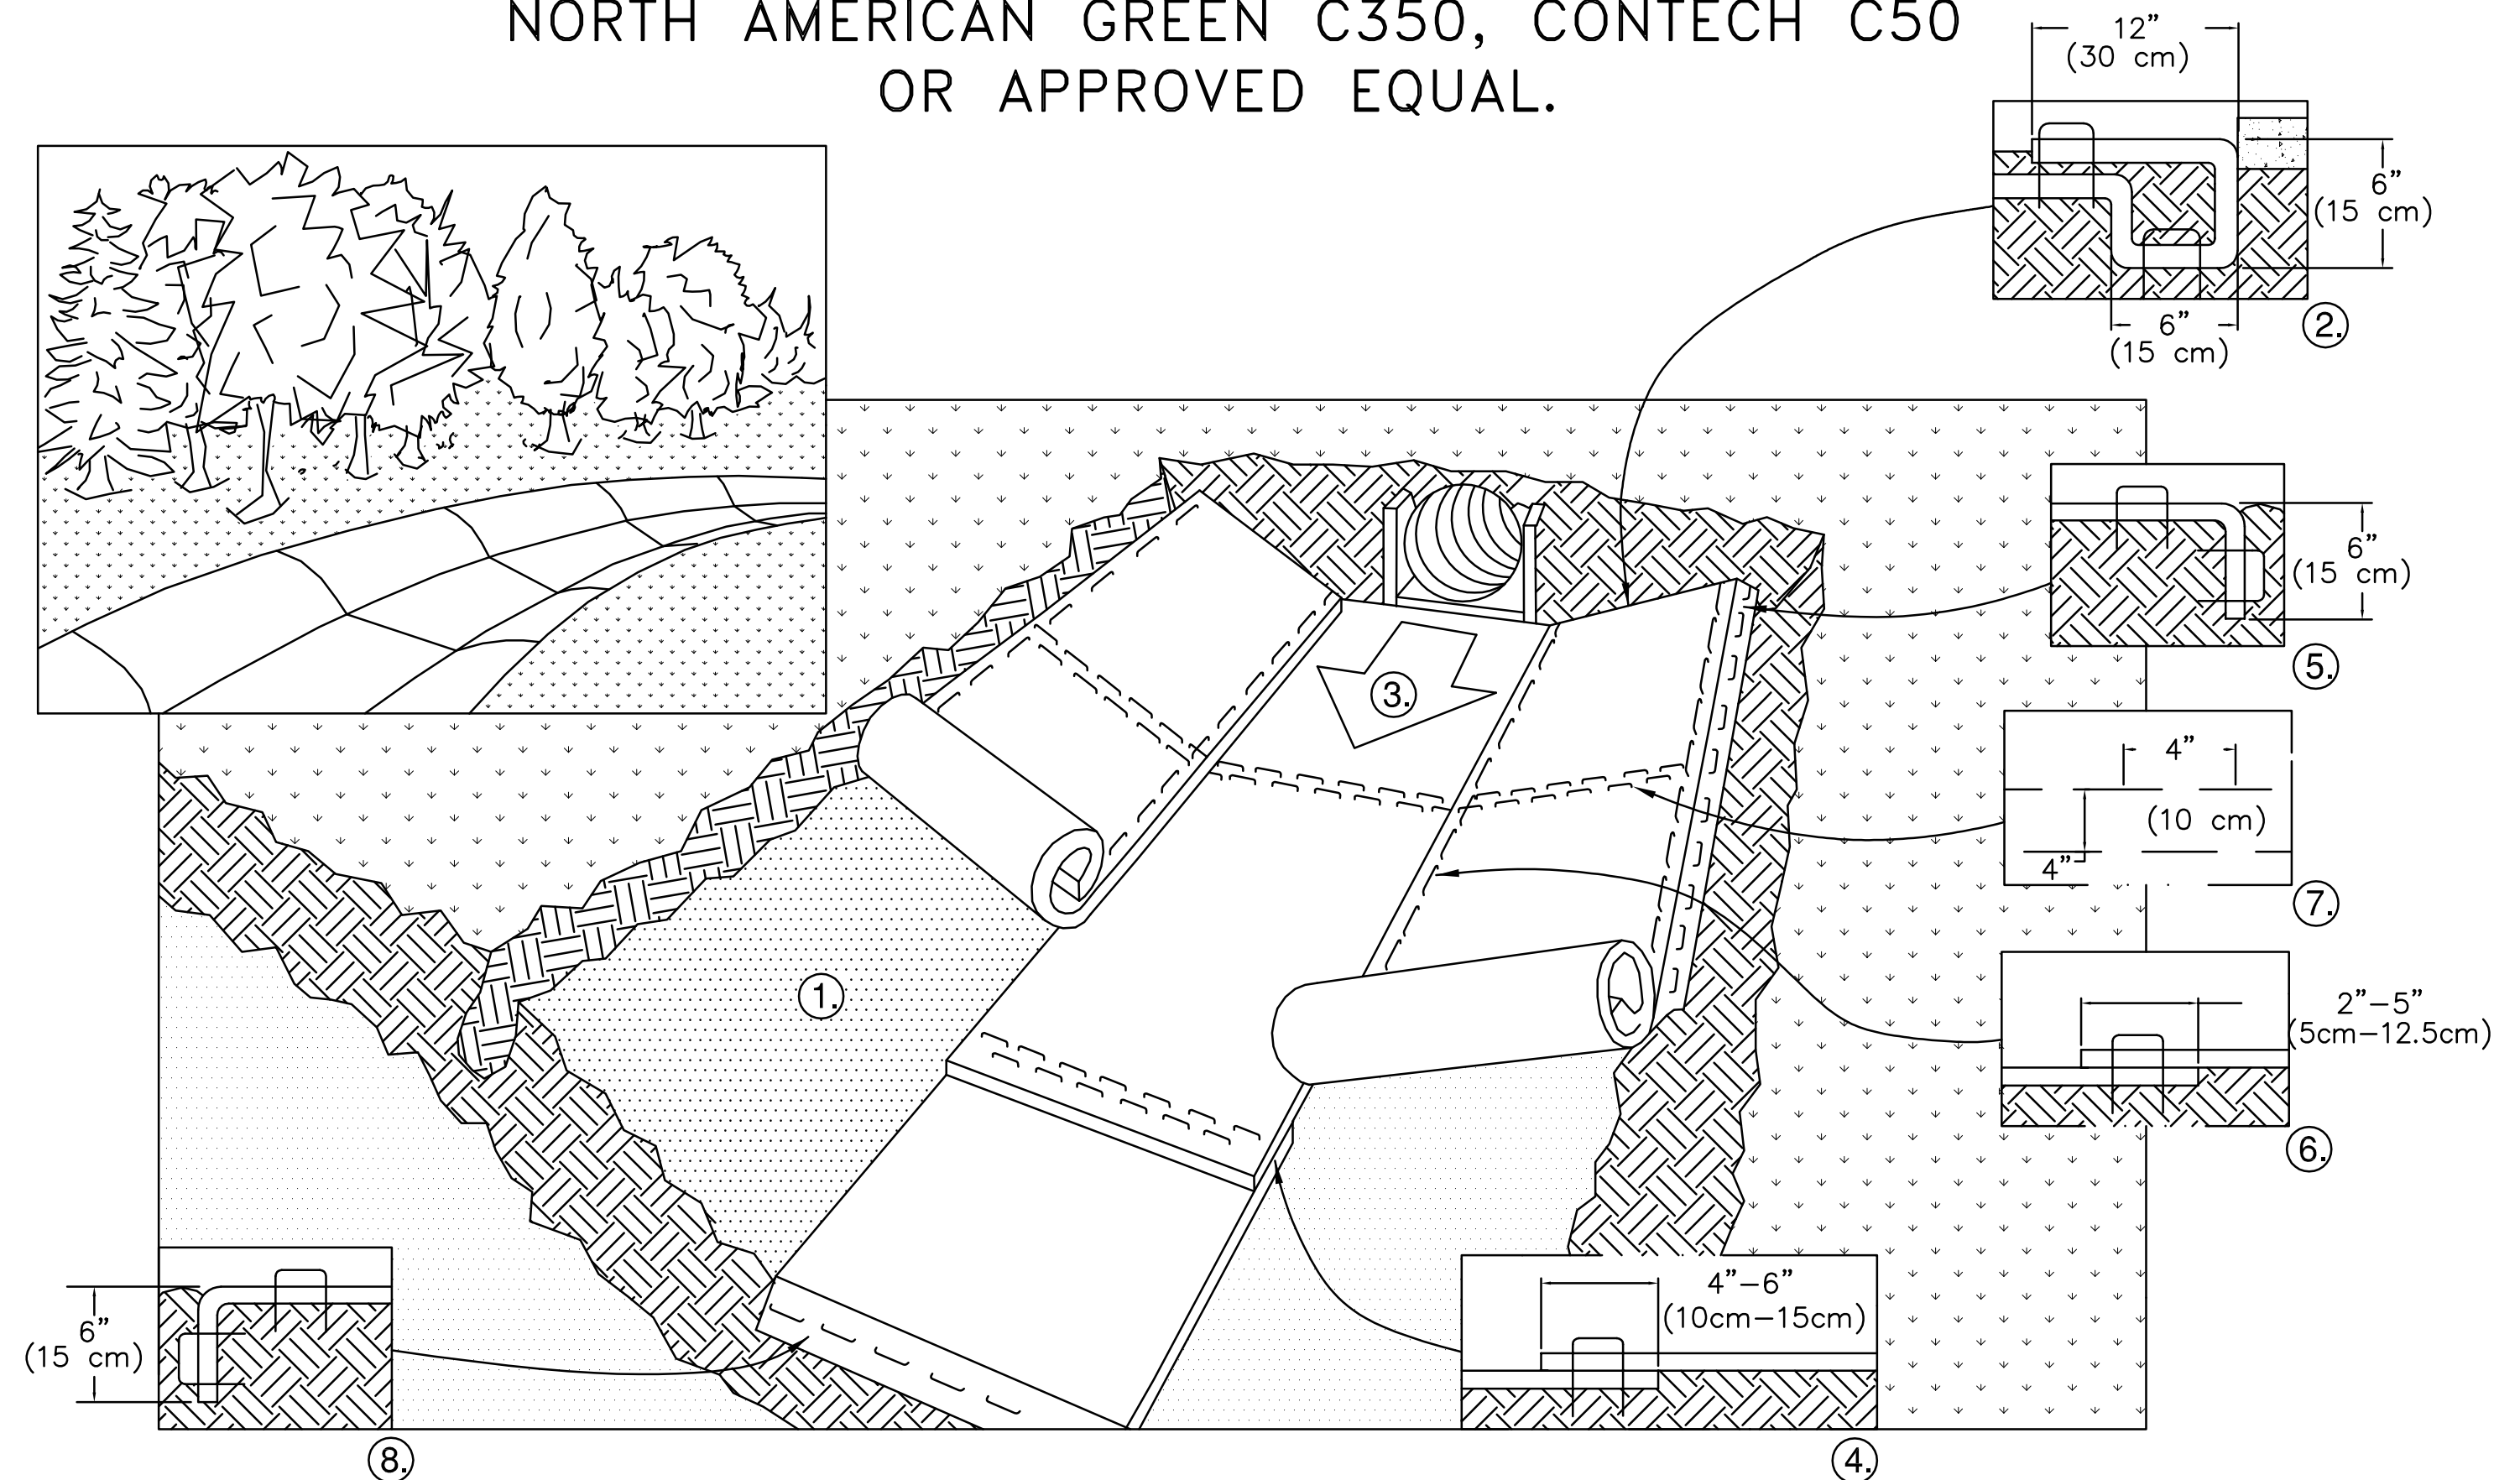 NORTH AMERICAN GREEN C350, CONTECH C50
OR APPROVED EQUAL.
12"
(30 cm)
6"
(15 cm)
6"
(15 cm)
2.
6"
(15 cm)
5.
3.
4"
(10 cm)
4"
7.
1.
2"-5"
(5cm-12.5cm)
6.
4"-6"
(10cm-15cm)
4.
6"
(15 cm)
8.